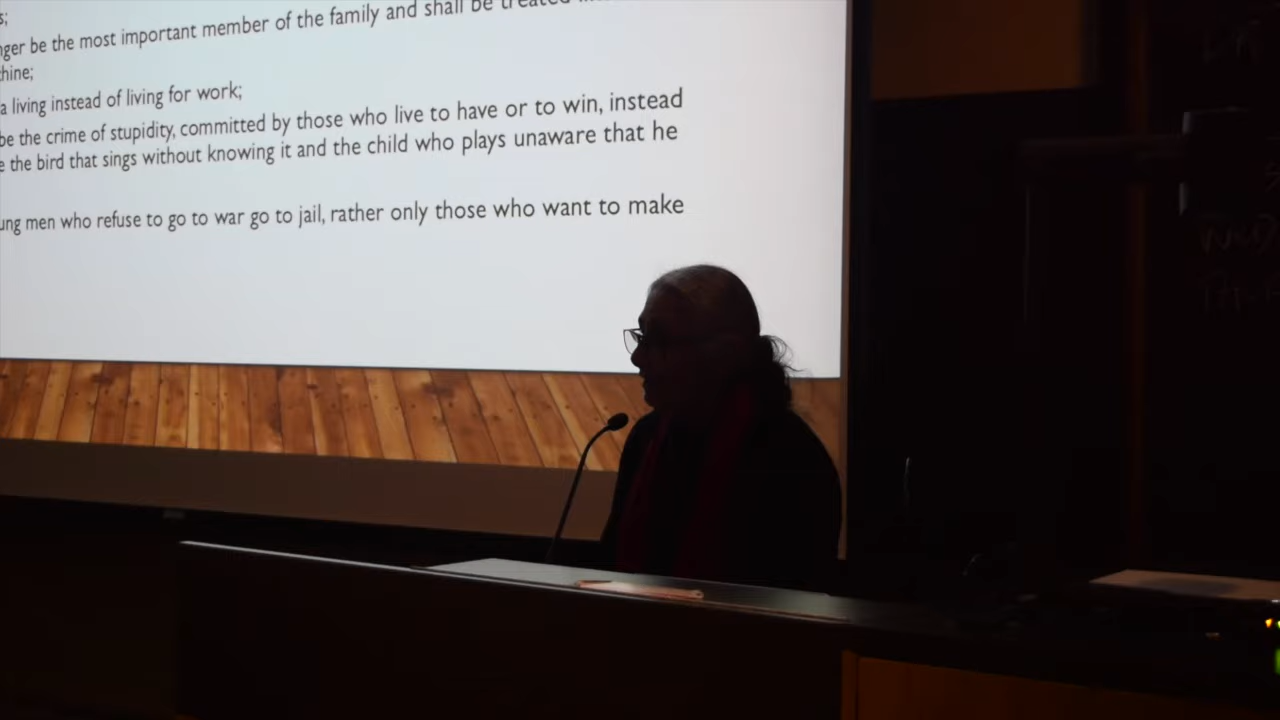 s;
nger be the most important member of the family and shall be treated
chine;
a living instead of living for work;
be the crime of stupidity, committed by those who live to have or to win, instead
e the bird that sings without knowing it and the child who plays unaware that he
ung men who refuse to go to war go to jail, rather only those who want to make